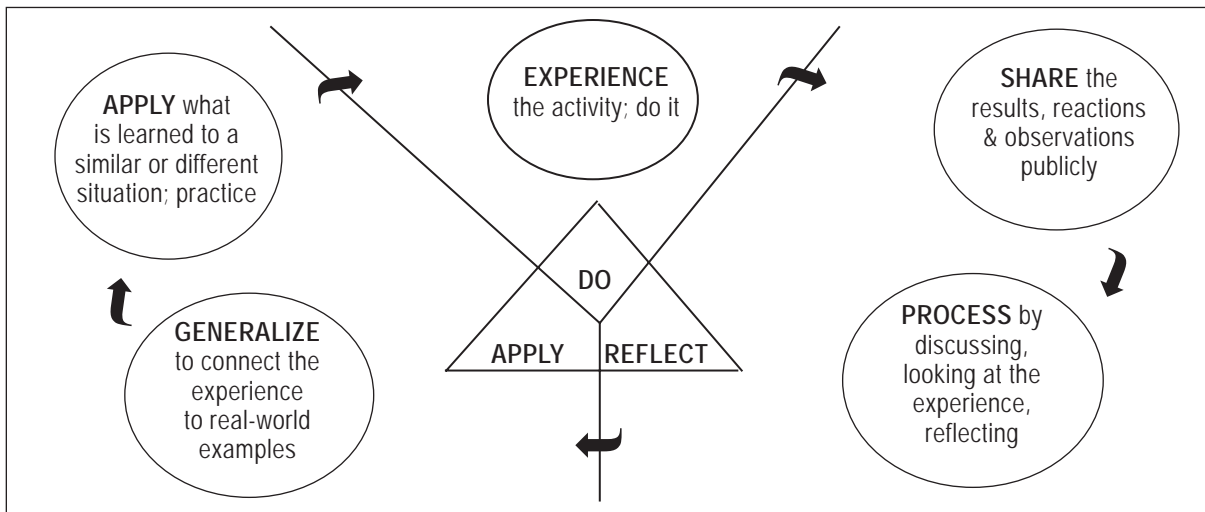 EXPERIENCE
the activity; do it
SHARE the
results, reactions
& observations
publicly
PROCESS by
discussing,
looking at the
experience,
reflecting
GENERALIZE
to connect the
experience
to real-world
examples
APPLY what
is learned to a
similar or different
situation; practice
DO
APPLY
REFLECT